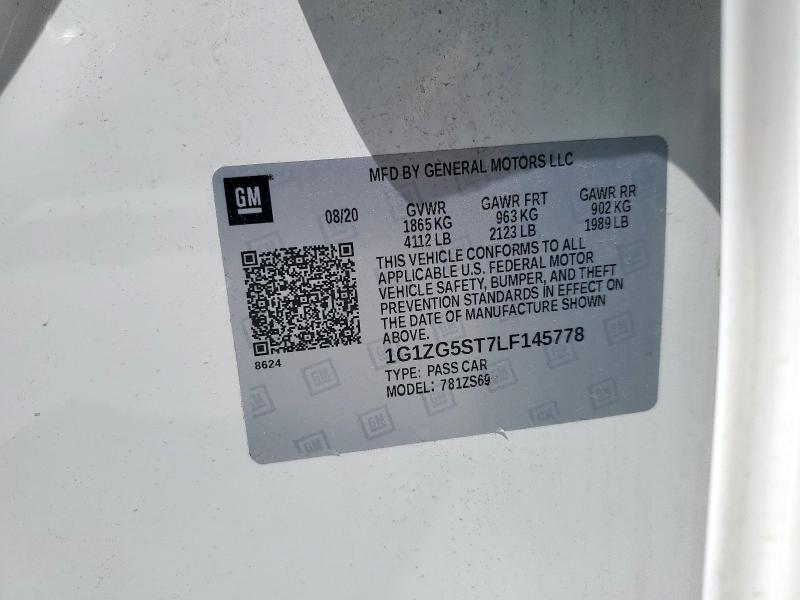 MFD BY GENERAL MOTORS LLC
GM
08/20
GVWR GAWR FRT GAWR RR
1865 KG 963 KG 902 KG
4112 LB 2123 LB 1989 LB
THIS VEHICLE CONFORMS TO ALL
APPLICABLE U.S. FEDERAL MOTOR
VEHICLE SAFETY, BUMPER, AND THEFT
PREVENTION STANDARDS IN EFFECT ON
THE DATE OF MANUFACTURE SHOWN
ABOVE.
8624
1G1ZG5ST7LF145778
TYPE: PASS CAR
MODEL: 781ZS69